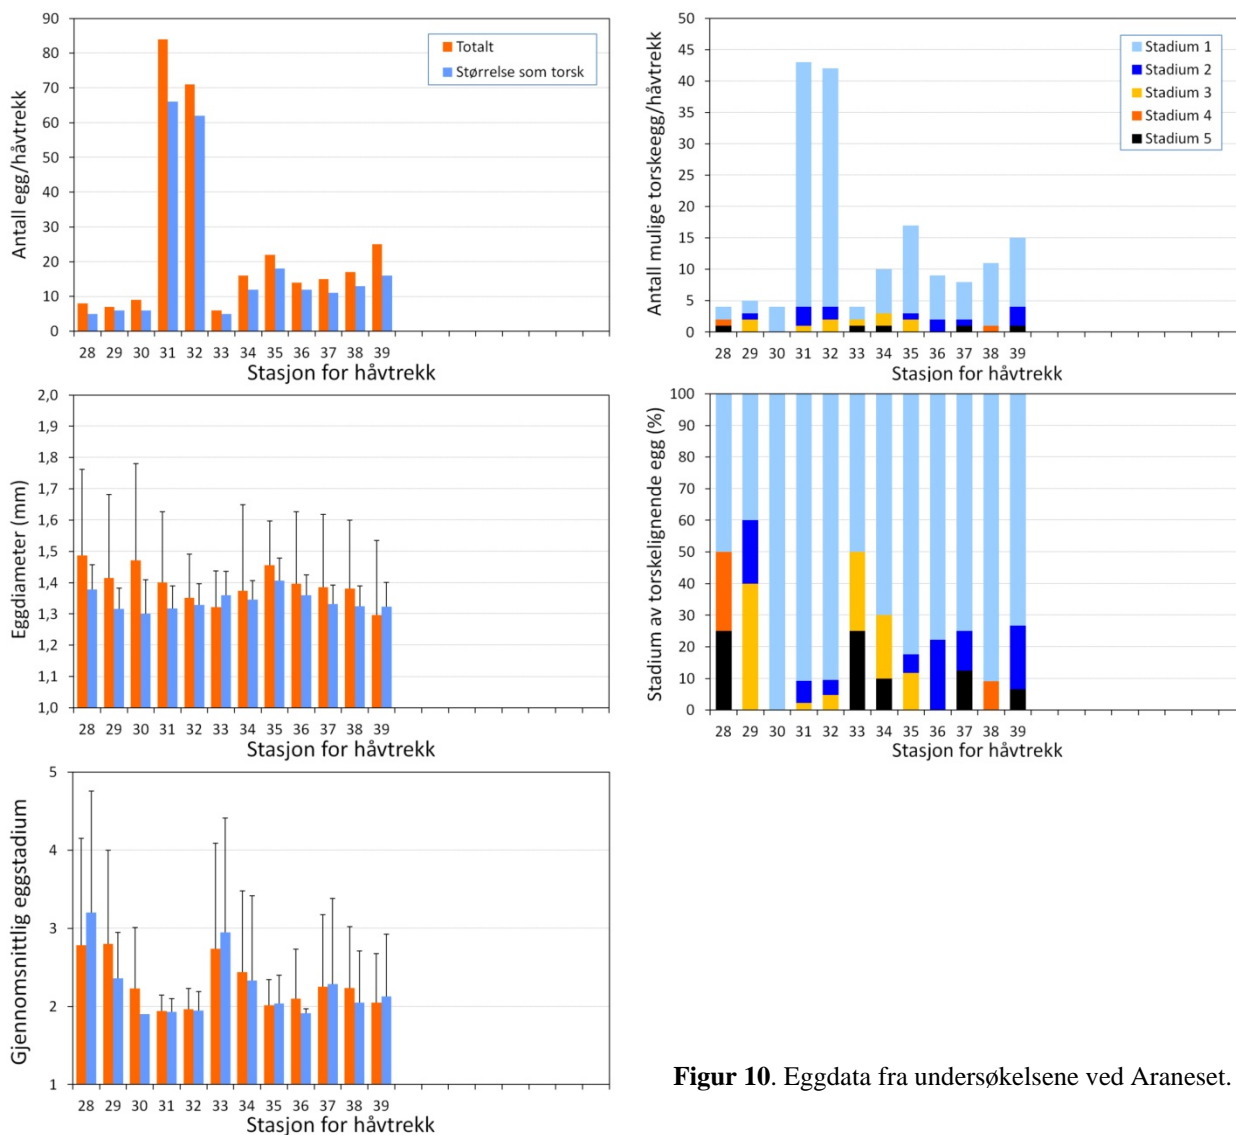 90
80
70
60
50
40
30
20
10
0
Antall egg/håvtrekk
Totalt
Størrelse som torsk
28 29 30 31 32 33 34 35 36 37 38 39
Stasjon for håvtrekk
50
45
40
35
30
25
20
15
10
5
0
Antall mulige torskeegg/håvtrekk
Stadium 1
Stadium 2
Stadium 3
Stadium 4
Stadium 5
28 29 30 31 32 33 34 35 36 37 38 39
Stasjon for håvtrekk
2,0
1,9
1,8
1,7
1,6
1,5
1,4
1,3
1,2
1,1
1,0
Eggdiameter (mm)
28 29 30 31 32 33 34 35 36 37 38 39
Stasjon for håvtrekk
100
90
80
70
60
50
40
30
20
10
0
Stadium av torskelignende egg (%)
28 29 30 31 32 33 34 35 36 37 38 39
Stasjon for håvtrekk
5
4
3
2
1
Gjennomsnittlig eggstadium
28 29 30 31 32 33 34 35 36 37 38 39
Stasjon for håvtrekk
Figur 10. Eggdata fra undersøkelsene ved Araneset.